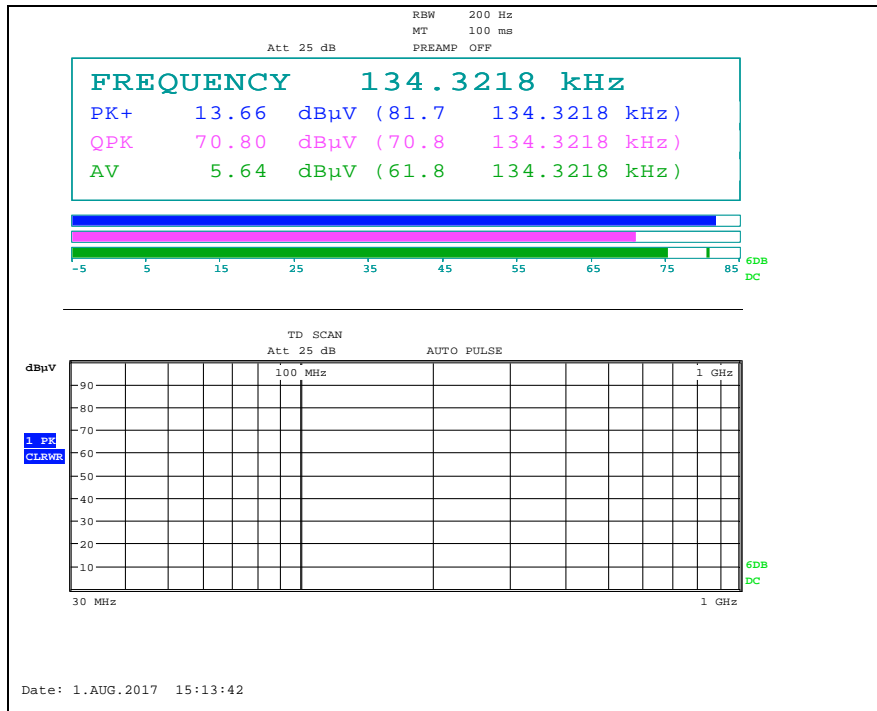 RBW 200 Hz
MT 100 ms
Att 25 dB PREAMP OFF
FREQUENCY 134.3218 kHz
PK+ 13.66 dBµV (81.7 134.3218 kHz)
QPK 70.80 dBµV (70.8 134.3218 kHz)
AV 5.64 dBµV (61.8 134.3218 kHz)
6DB
-5 5 15 25 35 45 55 65 75 85
DC
TD SCAN
Att 25 dB AUTO PULSE
dBµV
100 MHz 1 GHz
90
80
70
1 PK
60
CLRWR
50
40
30
20
10
6DB
DC
30 MHz 1 GHz
Date: 1.AUG.2017 15:13:42